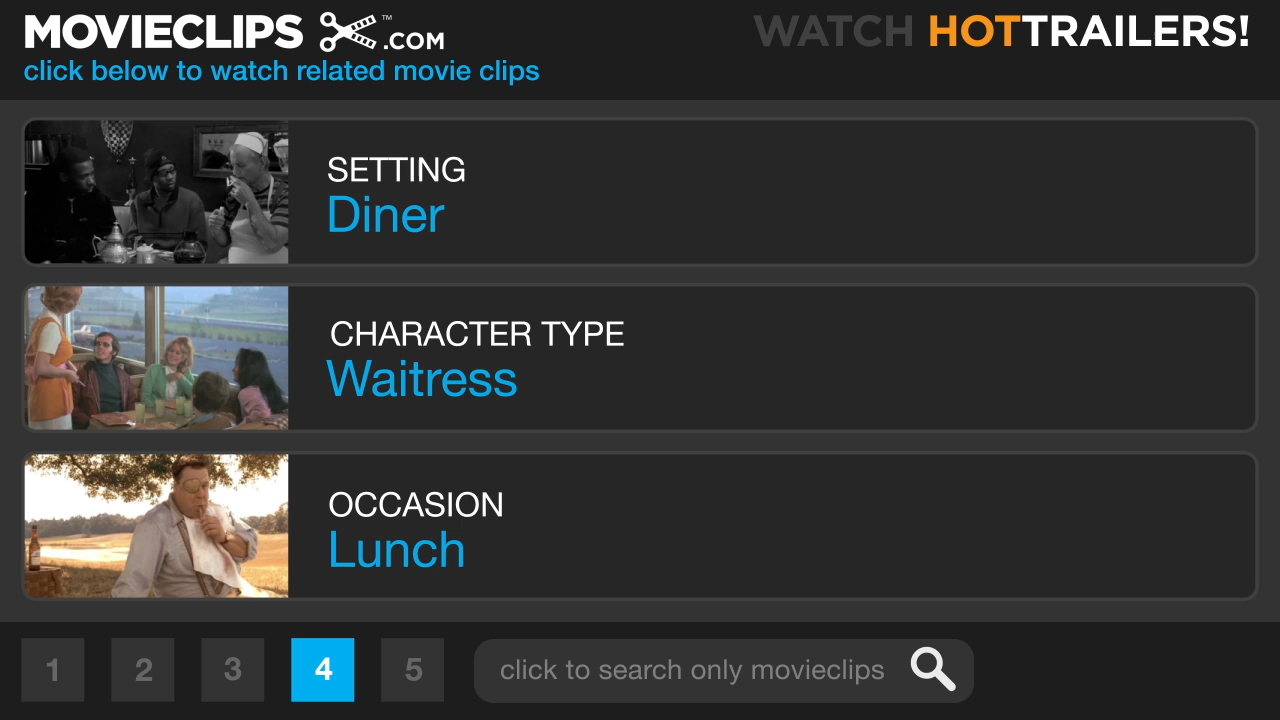 MOVIECLIPS ™ .COM
WATCH HOTTRAILERS!
click below to watch related movie clips
SETTING
Diner
CHARACTER TYPE
Waitress
OCCASION
Lunch
1 2 3 4 5 click to search only movieclips